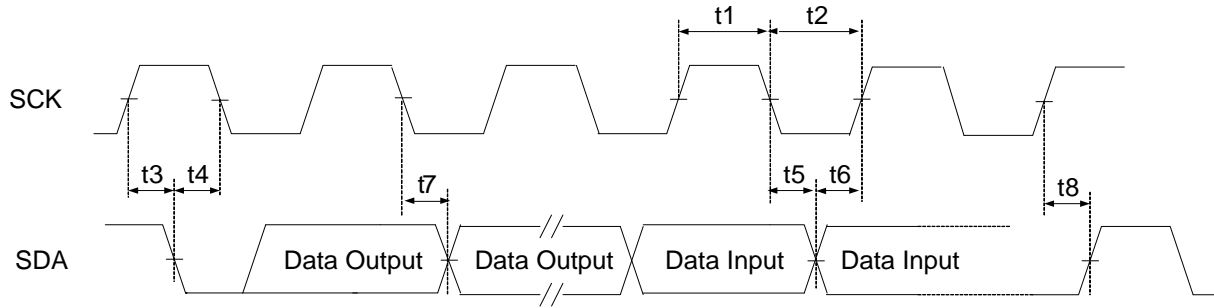 t1 t2
SCK
t3 t4 t7 t5 t6 t8
SDA Data Output Data Output Data Input Data Input